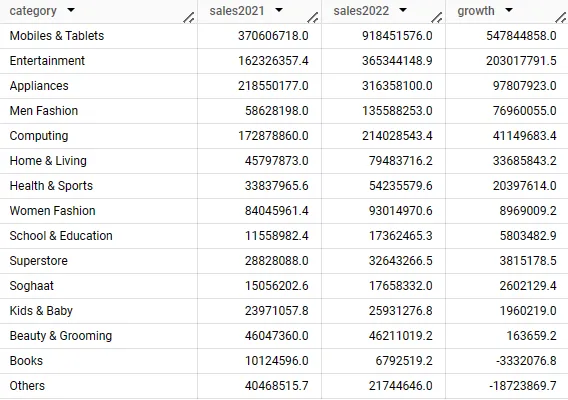 category sales2021 sales2022 growth
Mobiles & Tablets 370606718.0 918451576.0 547844858.0
Entertainment 162326357.4 365344148.9 203017791.5
Appliances 218550177.0 316358100.0 97807923.0
Men Fashion 58628198.0 135588253.0 76960055.0
Computing 172878860.0 214028543.4 41149683.4
Home & Living 45797873.0 79483716.2 33685843.2
Health & Sports 33837965.6 54235579.6 20397614.0
Women Fashion 84045961.4 93014970.6 8969009.2
School & Education 11558982.4 17362465.3 5803482.9
Superstore 28828088.0 32643266.5 3815178.5
Soghaat 15056202.6 17658332.0 2602129.4
Kids & Baby 23971057.8 25931276.8 1960219.0
Beauty & Grooming 46047360.0 46211019.2 163659.2
Books 10124596.0 6792519.2 -3332076.8
Others 40468515.7 21744646.0 -18723869.7